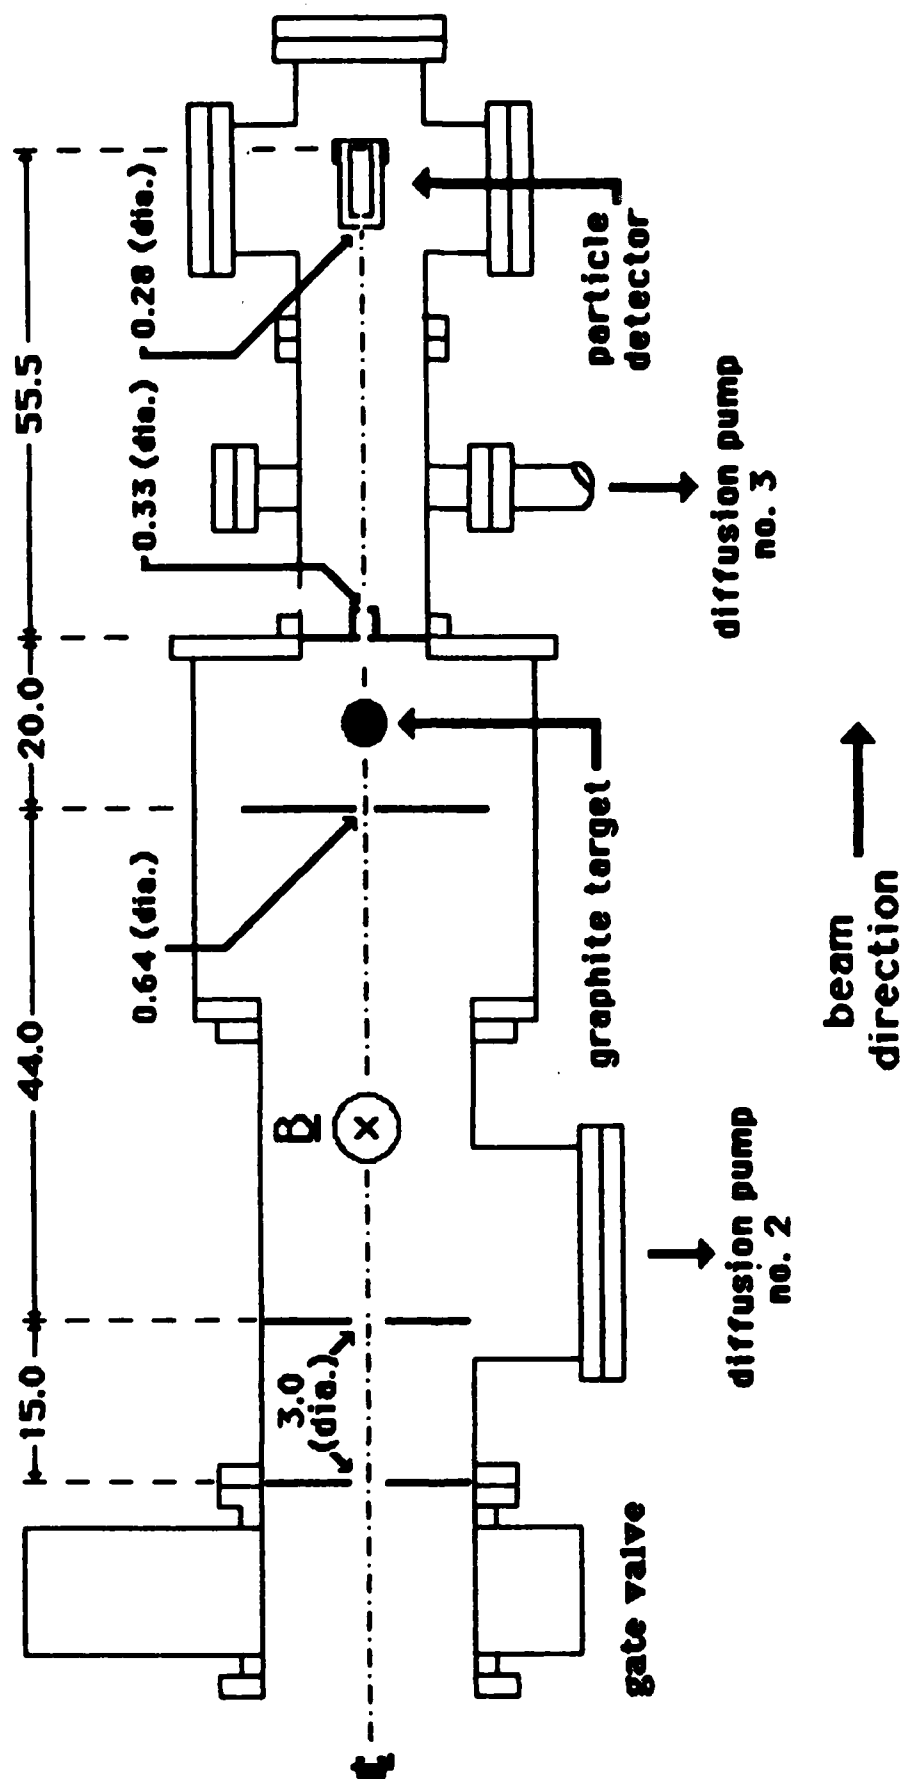 15.0
44.0
20.0
55.5
3.0
(dia.)
0.64 (dia.)
0.33 (dia.)
0.28 (dia.)
B
x
gate valve
diffusion pump
no. 2
graphite target
diffusion pump
no. 3
particle
detector
beam
direction